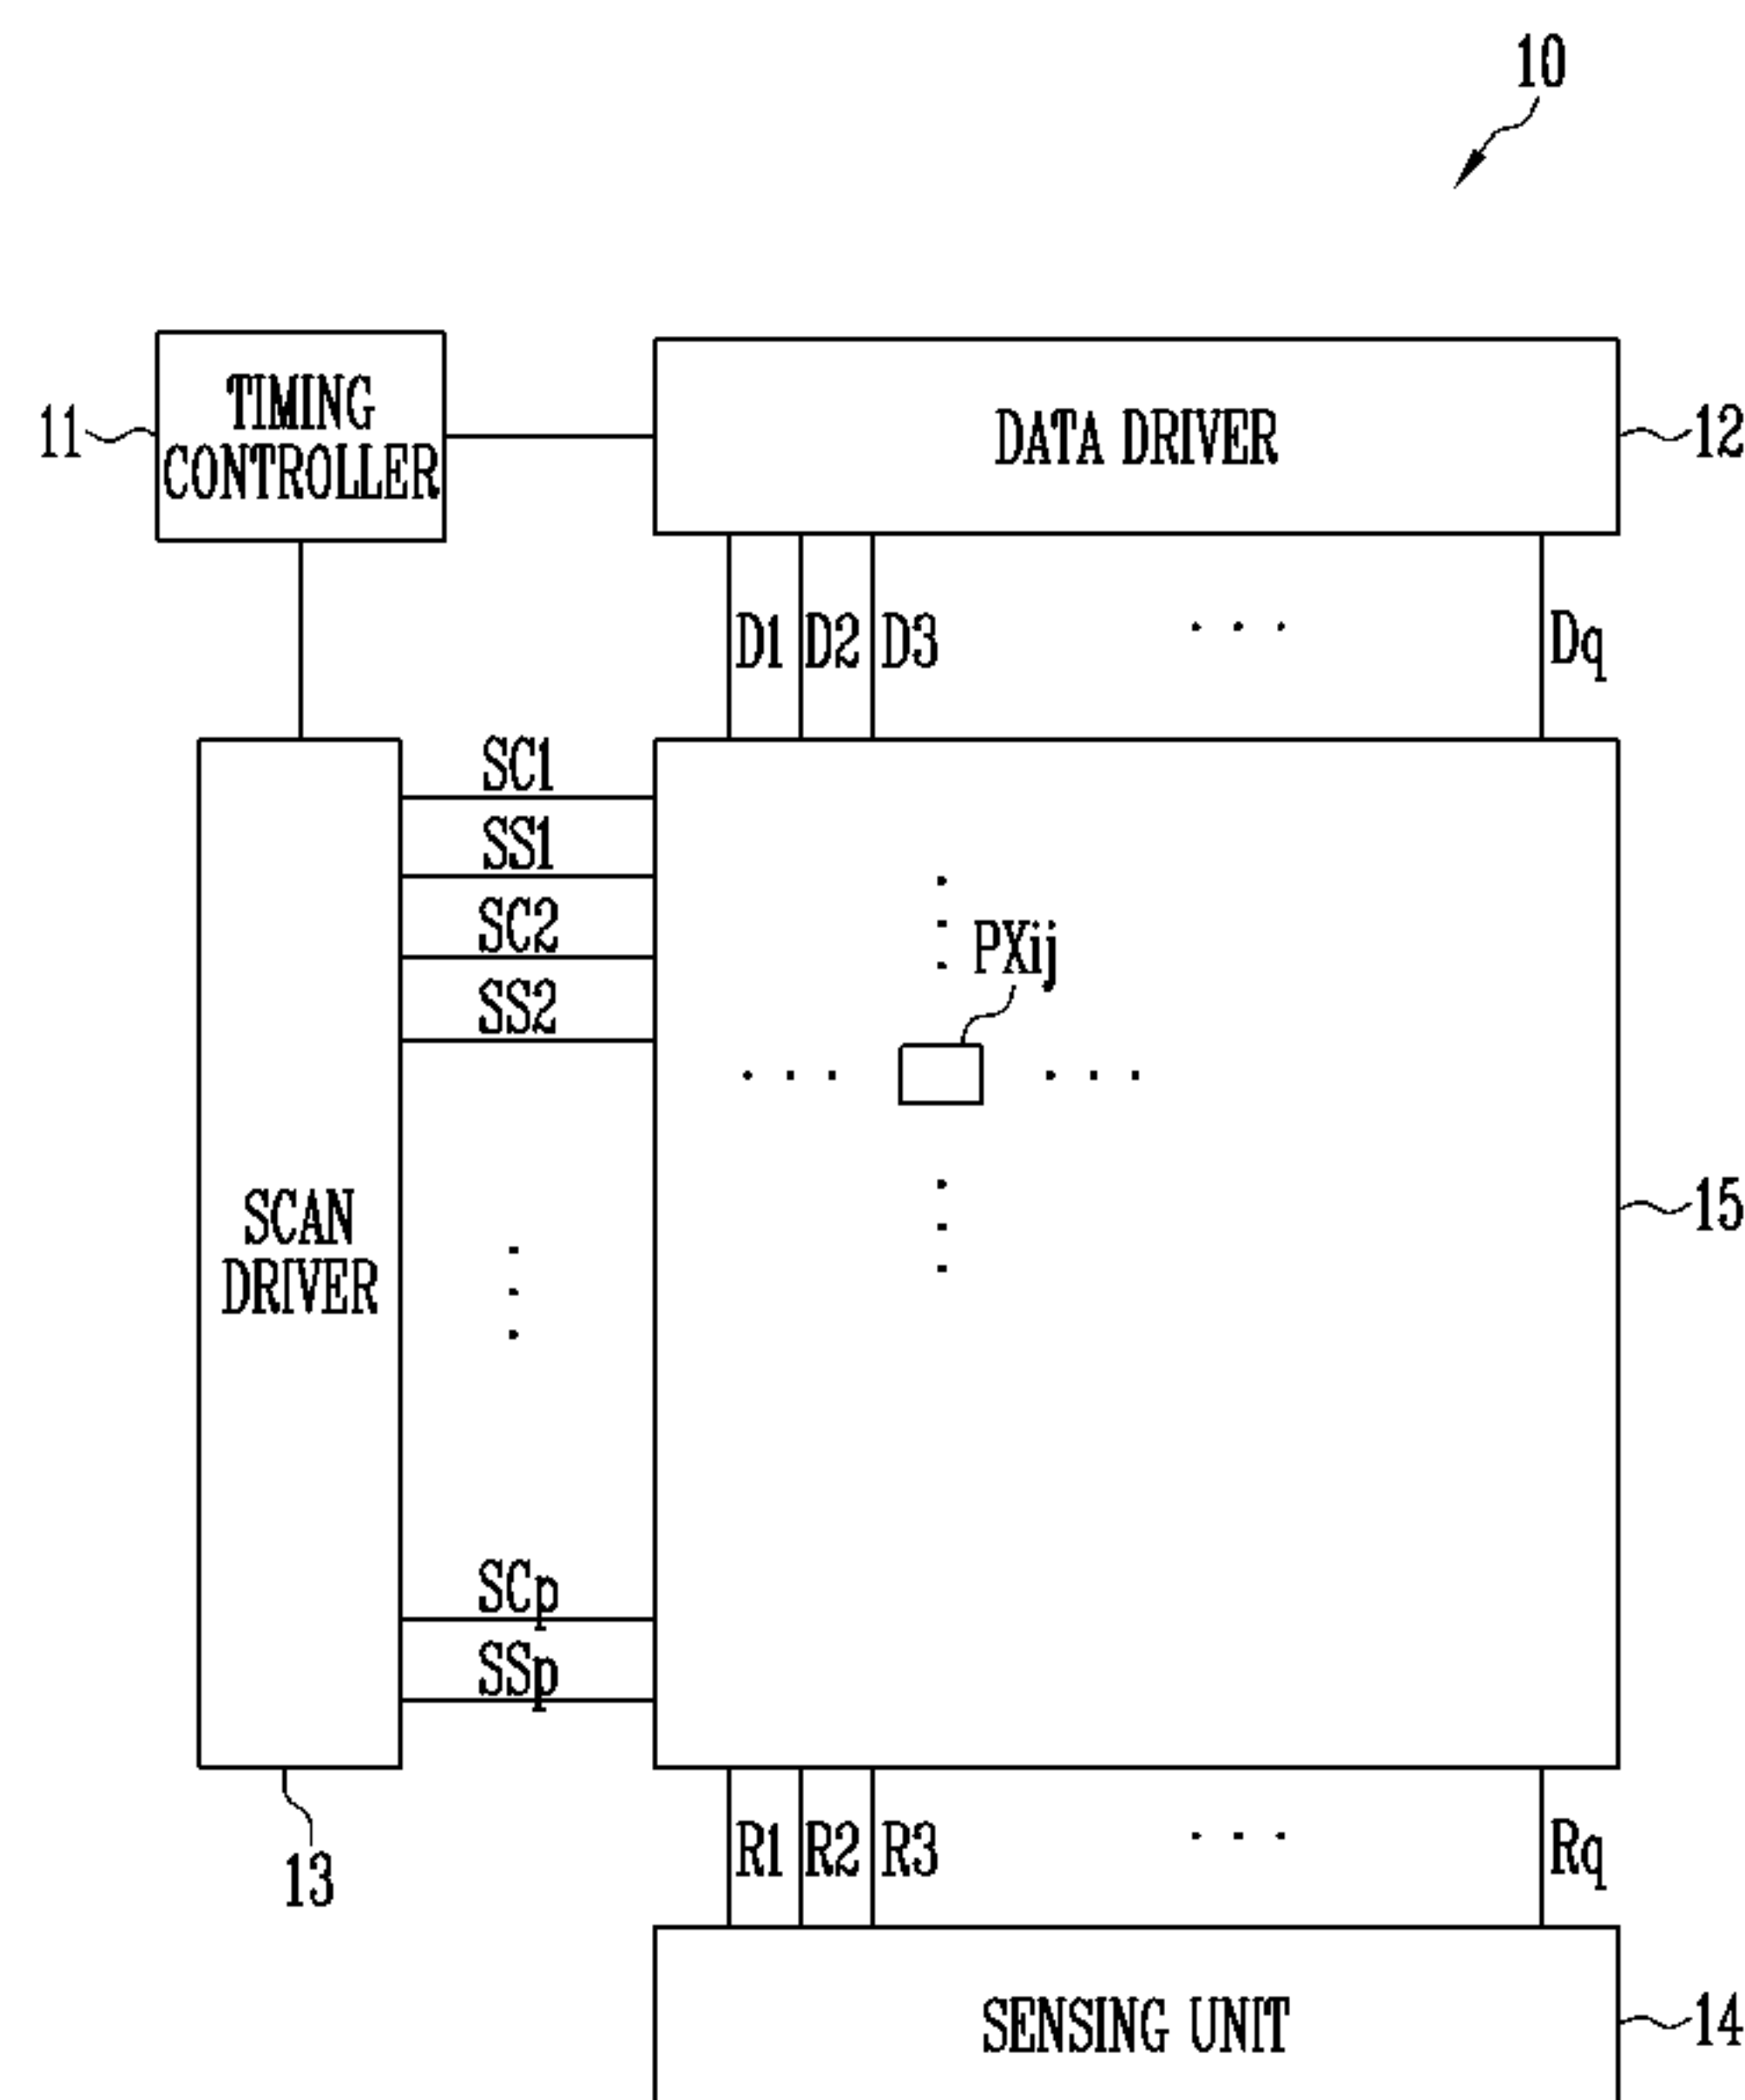 10
TIMING
CONTROLLER
11
DATA DRIVER
12
D1 D2 D3 . . . Dq
SC1
SS1
SC2
SS2
PXij
SCAN
DRIVER
15
SCp
SSp
13
R1 R2 R3 . . . Rq
SENSING UNIT
14